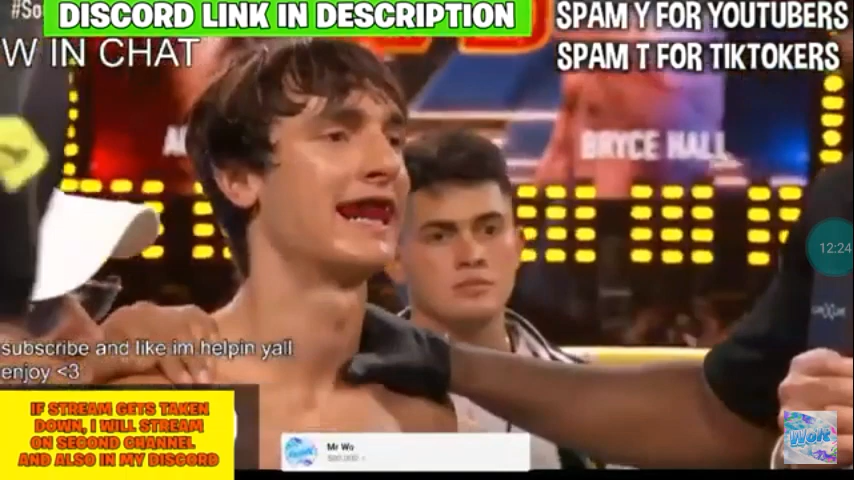 #So
DISCORD LINK IN DESCRIPTION
SPAM Y FOR YOUTUBERS
SPAM T FOR TIKTOKERS
W IN CHAT
BRYCE HALL
12:24
subscribe and like im helpin yall
enjoy <3
IF STREAM GETS TAKEN
DOWN, I WILL STREAM
ON SECOND CHANNEL
AND ALSO IN MY DISCORD
Mr Wo